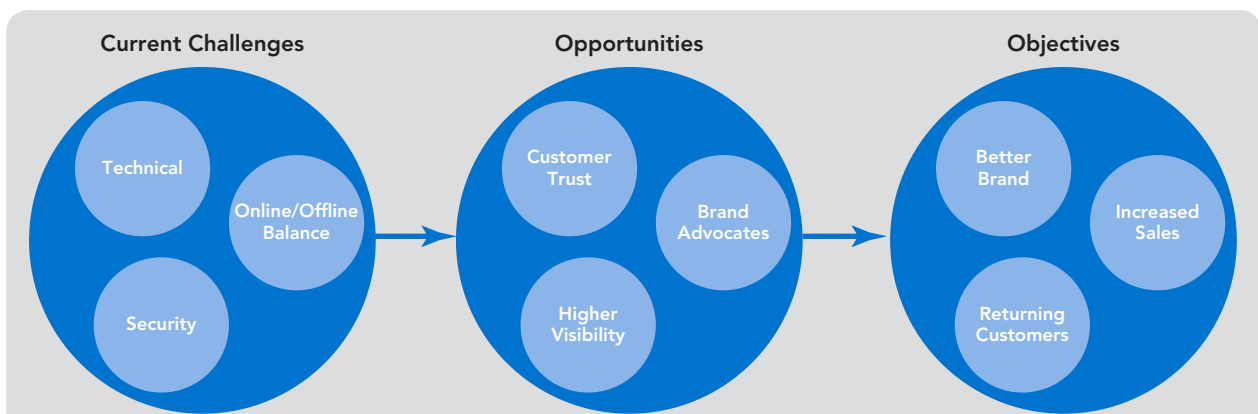 Current Challenges
Technical
Online/Offline
Balance
Security
Opportunities
Customer
Trust
Brand
Advocates
Higher
Visibility
Objectives
Better
Brand
Increased
Sales
Returning
Customers